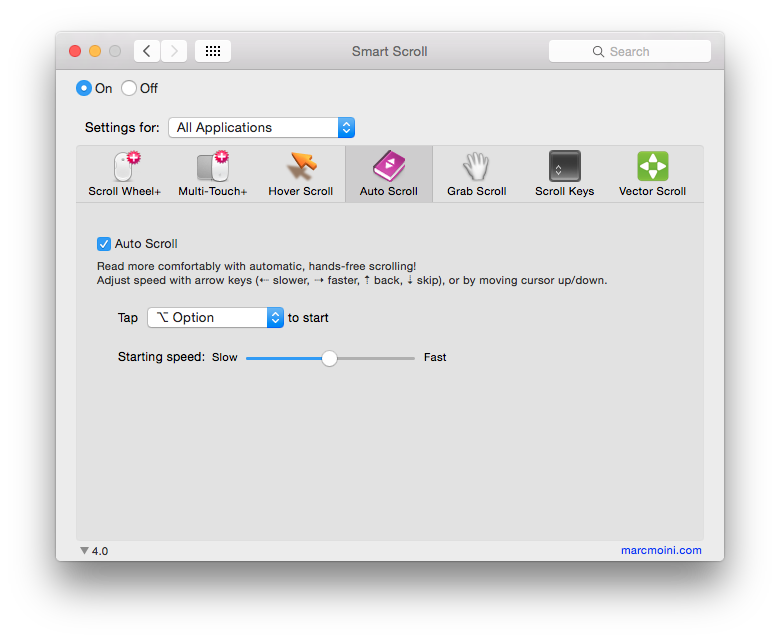 Smart Scroll
Search
On Off
Settings for: All Applications
Scroll Wheel+ Multi-Touch+ Hover Scroll Auto Scroll Grab Scroll Scroll Keys Vector Scroll
Auto Scroll
Read more comfortably with automatic, hands-free scrolling!
Adjust speed with arrow keys (⇠ slower, ⇢ faster, ⇡ back, ⇣ skip), or by moving cursor up/down.
Tap ⌥ Option to start
Starting speed: Slow Fast
4.0 marcmoini.com